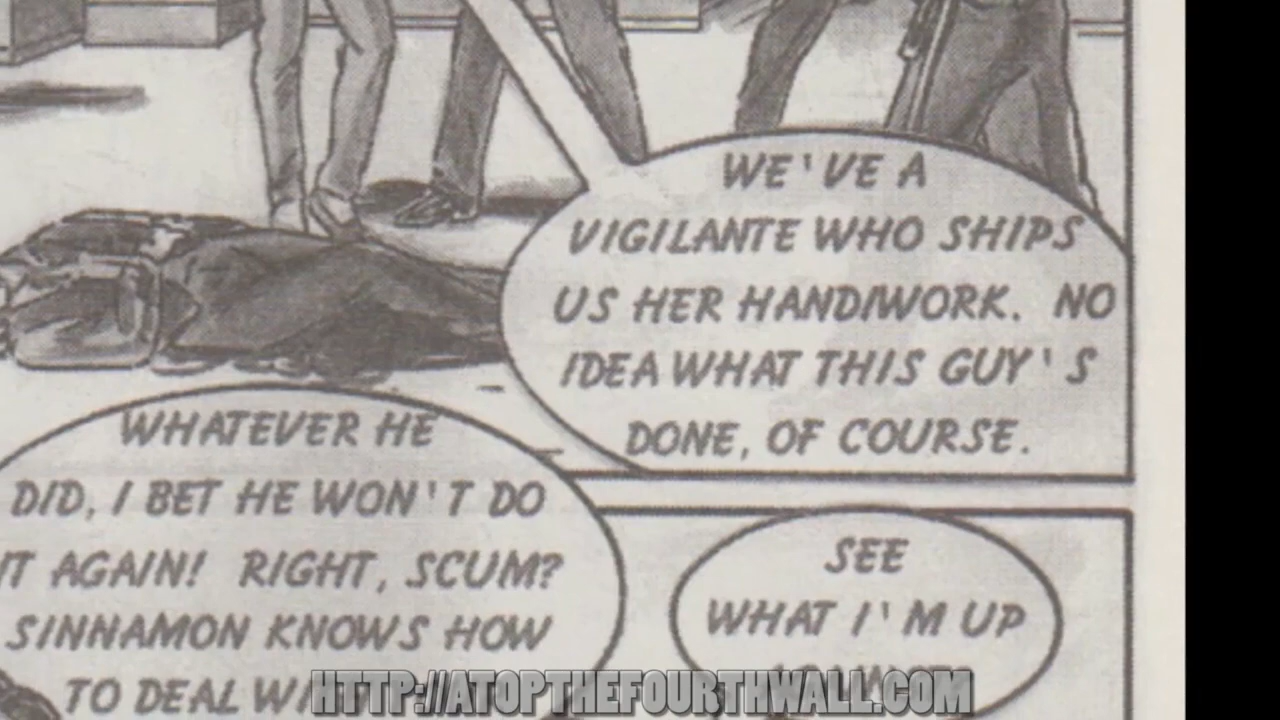 WE'VE A
VIGILANTE WHO SHIPS
US HER HANDIWORK. NO
IDEA WHAT THIS GUY'S
DONE, OF COURSE.
WHATEVER HE
DID, I BET HE WON'T DO
IT AGAIN! RIGHT, SCUM?
SINNAMON KNOWS HOW
TO DEAL
SEE
WHAT I'M UP
HTTP://ATOPTHEFOURTHWALL.COM